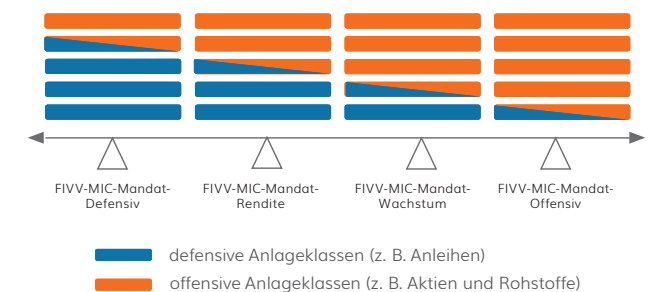 FIVV-MIC-Mandat-
Defensiv
FIVV-MIC-Mandat-
Rendite
FIVV-MIC-Mandat-
Wachstum
FIVV-MIC-Mandat-
Offensiv
defensive Anlageklassen (z. B. Anleihen)
offensive Anlageklassen (z. B. Aktien und Rohstoffe)